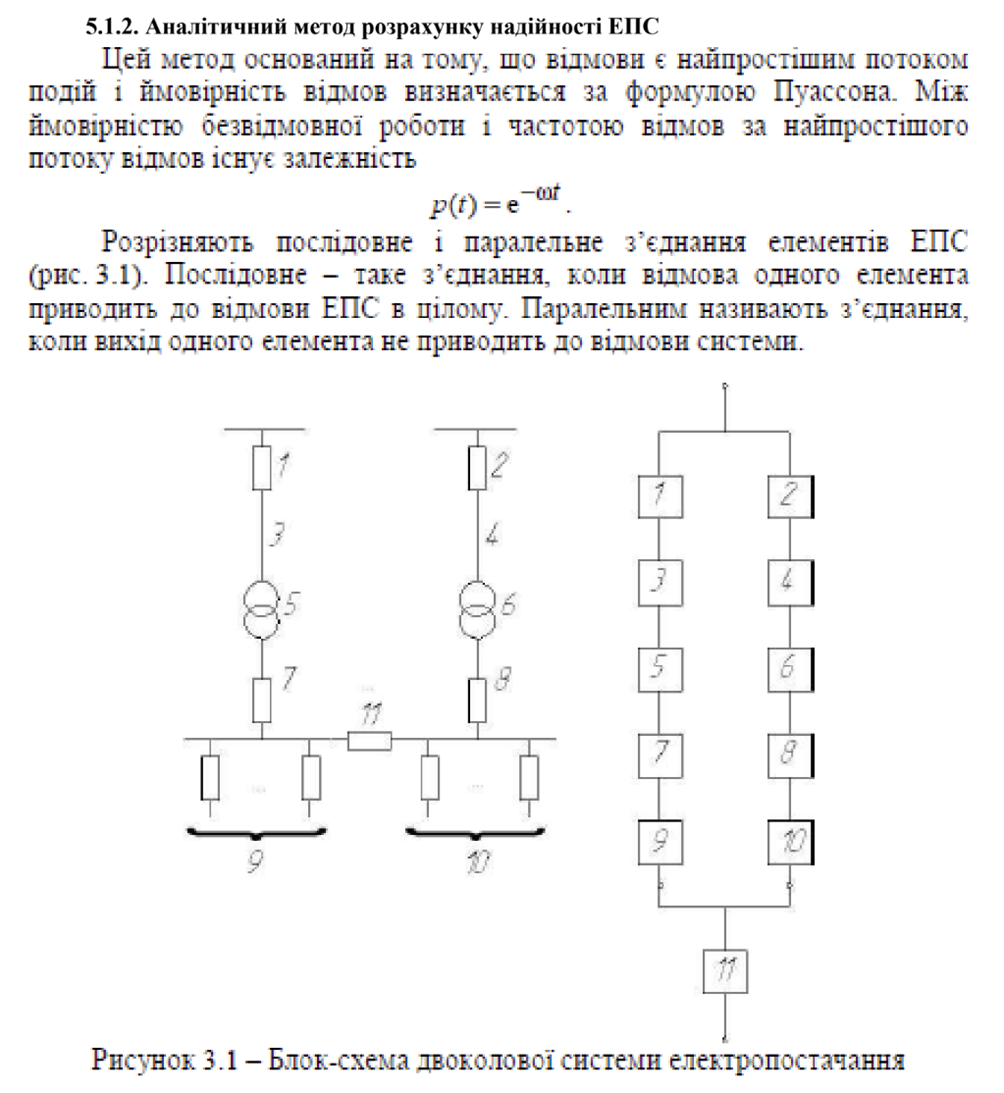 5.1.2. Аналітичний метод розрахунку надійності ЕПС
Цей метод оснований на тому, що відмови є найпростішим потоком
подій і ймовірність відмов визначається за формулою Пуассона. Між
ймовірністю безвідмовної роботи і частотою відмов за найпростішого
потоку відмов існує залежність
p(t) = e^{−ωt}.
Розрізняють послідовне і паралельне з’єднання елементів ЕПС
(рис. 3.1). Послідовне – таке з’єднання, коли відмова одного елемента
приводить до відмови ЕПС в цілому. Паралельним називають з’єднання,
коли вихід одного елемента не приводить до відмови системи.
1
2
3
4
5
6
7
8
...
11
...
...
9
10
1
2
3
4
5
6
7
8
9
10
11
Рисунок 3.1 – Блок-схема двоколової системи електропостачання